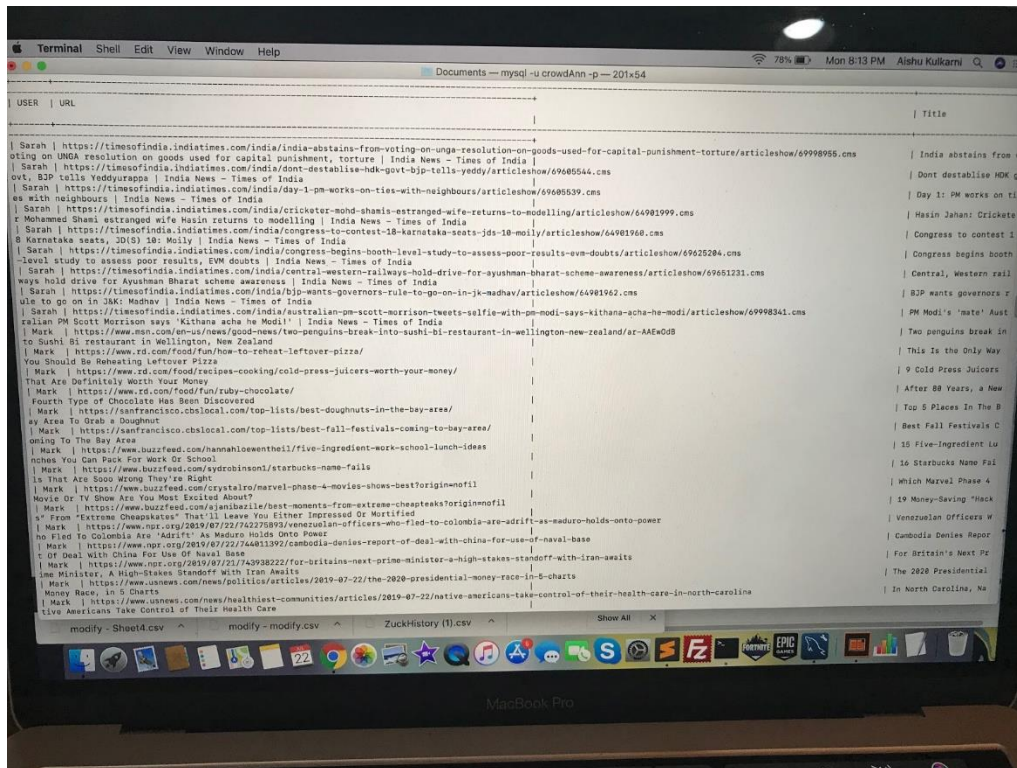 Terminal Shell Edit View Window Help
78% Mon 8:13 PM Aishu Kulkarni
Documents — mysql -u crowdAnn -p — 201×54
| USER | URL | Title
| Sarah | https://timesofindia.indiatimes.com/india/india-abstains-from-voting-on-unga-resolution-on-goods-used-for-capital-punishment-torture/articleshow/69998955.cms | India abstains from
oting on UNGA resolution on goods used for capital punishment, torture | India News - Times of India |
| Sarah | https://timesofindia.indiatimes.com/india/dont-destablise-hdk-govt-bjp-tells-yeddy/articleshow/69605544.cms | Dont destablise HDK g
ovt, BJP tells Yeddyurappa | India News - Times of India |
| Sarah | https://timesofindia.indiatimes.com/india/day-1-pm-works-on-ties-with-neighbours/articleshow/69605539.cms | Day 1: PM works on ti
es with neighbours | India News - Times of India |
| Sarah | https://timesofindia.indiatimes.com/india/cricketer-mohd-shamis-estranged-wife-returns-to-modelling/articleshow/64901999.cms | Hasin Jahan: Crickete
r Mohammed Shami estranged wife Hasin returns to modelling | India News - Times of India |
| Sarah | https://timesofindia.indiatimes.com/india/congress-to-contest-18-karnataka-seats-jds-10-moily/articleshow/64901960.cms | Congress to contest 1
8 Karnataka seats, JD(S) 10: Moily | India News - Times of India |
| Sarah | https://timesofindia.indiatimes.com/india/congress-begins-booth-level-study-to-assess-poor-results-evm-doubts/articleshow/69625204.cms | Congress begins booth
-level study to assess poor results, EVM doubts | India News - Times of India |
| Sarah | https://timesofindia.indiatimes.com/india/central-western-railways-hold-drive-for-ayushman-bharat-scheme-awareness/articleshow/69651231.cms | Central, Western rail
ways hold drive for Ayushman Bharat scheme awareness | India News - Times of India |
| Sarah | https://timesofindia.indiatimes.com/india/bjp-wants-governors-rule-to-go-on-in-jk-madhav/articleshow/64901962.cms | BJP wants governors r
ule to go on in J&K: Madhav | India News - Times of India |
| Sarah | https://timesofindia.indiatimes.com/india/australian-pm-scott-morrison-tweets-selfie-with-pm-modi-says-kithana-acha-he-modi/articleshow/69998341.cms | PM Modi's 'mate' Aust
ralian PM Scott Morrison says 'Kithana acha he Modi!' | India News - Times of India |
| Mark | https://www.msn.com/en-us/news/good-news/two-penguins-break-into-sushi-bi-restaurant-in-wellington-new-zealand/ar-AAEwOdB | Two penguins break in
to Sushi Bi restaurant in Wellington, New Zealand |
| Mark | https://www.rd.com/food/fun/how-to-reheat-leftover-pizza/ | This Is the Only Way
You Should Be Reheating Leftover Pizza |
| Mark | https://www.rd.com/food/recipes-cooking/cold-press-juicers-worth-your-money/ | 9 Cold Press Juicers
That Are Definitely Worth Your Money |
| Mark | https://www.rd.com/food/fun/ruby-chocolate/ | After 80 Years, a New
Fourth Type of Chocolate Has Been Discovered |
| Mark | https://sanfrancisco.cbslocal.com/top-lists/best-doughnuts-in-the-bay-area/ | Top 5 Places In The B
ay Area To Grab a Doughnut |
| Mark | https://sanfrancisco.cbslocal.com/top-lists/best-fall-festivals-coming-to-bay-area/ | Best Fall Festivals C
oming To The Bay Area |
| Mark | https://www.buzzfeed.com/hannahloewentheil/five-ingredient-work-school-lunch-ideas | 15 Five-Ingredient Lu
nches You Can Pack For Work Or School |
| Mark | https://www.buzzfeed.com/sydrobinson1/starbucks-name-fails | 16 Starbucks Name Fai
ls That Are Sooo Wrong They're Right |
| Mark | https://www.buzzfeed.com/crystalro/marvel-phase-4-movies-shows-best?origin=nofil | Which Marvel Phase 4
Movie Or TV Show Are You Most Excited About? |
| Mark | https://www.buzzfeed.com/ajanibazile/best-moments-from-extreme-cheapteaks?origin=nofil | 19 Money-Saving "Hack
s" From "Extreme Cheapskates" That'll Leave You Either Impressed Or Mortified |
| Mark | https://www.npr.org/2019/07/22/742275893/venezuelan-officers-who-fled-to-colombia-are-adrift-as-maduro-holds-onto-power | Venezuelan Officers W
ho Fled To Colombia Are 'Adrift' As Maduro Holds Onto Power |
| Mark | https://www.npr.org/2019/07/22/744011392/cambodia-denies-report-of-deal-with-china-for-use-of-naval-base | Cambodia Denies Repor
t Of Deal With China For Use Of Naval Base |
| Mark | https://www.npr.org/2019/07/21/743938222/for-britains-next-prime-minister-a-high-stakes-standoff-with-iran-awaits | For Britain's Next Pr
ime Minister, A High-Stakes Standoff With Iran Awaits |
| Mark | https://www.usnews.com/news/politics/articles/2019-07-22/the-2020-presidential-money-race-in-5-charts | The 2020 Presidential
Money Race, in 5 Charts |
| Mark | https://www.usnews.com/news/healthiest-communities/articles/2019-07-22/native-americans-take-control-of-their-health-care-in-north-carolina | In North Carolina, Na
tive Americans Take Control of Their Health Care
modify - Sheet4.csv modify - modify.csv ZuckHistory (1).csv Show All
JUL
22
FORTNITE
EPIC
GAMES
MacBook Pro